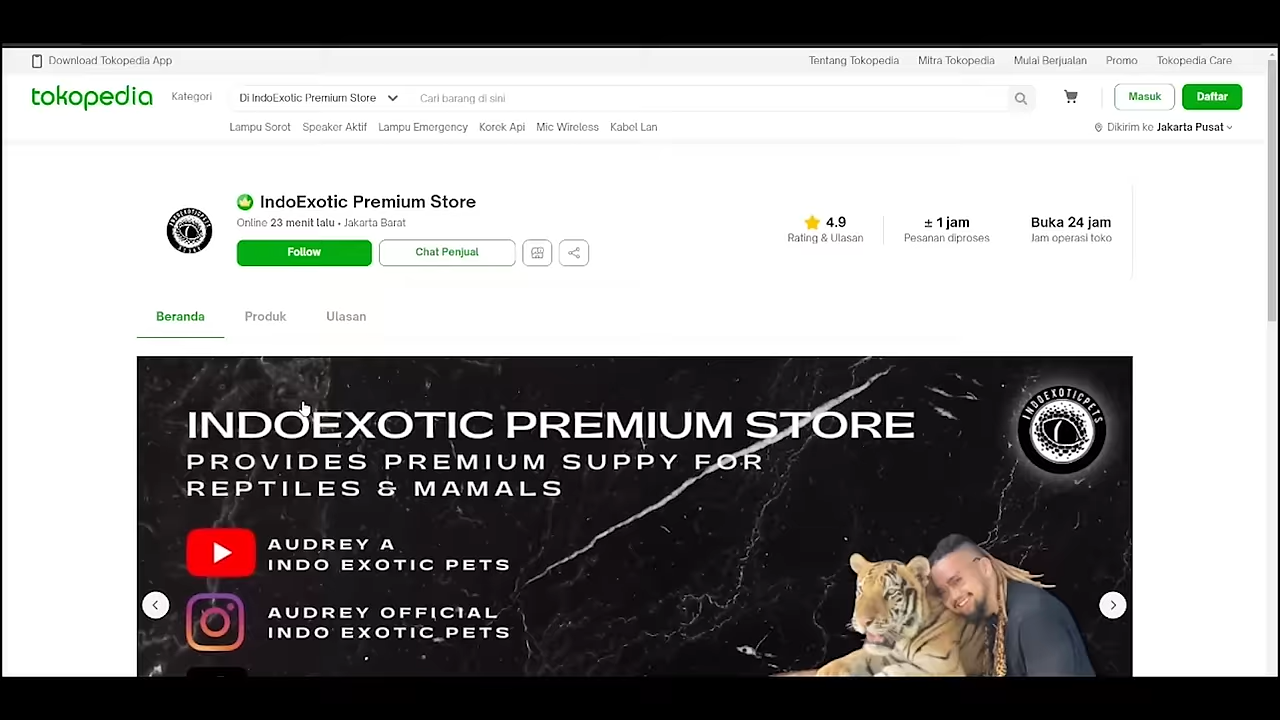 Download Tokopedia App
Tentang Tokopedia Mitra Tokopedia Mulai Berjualan Promo Tokopedia Care
tokopedia Kategori Di IndoExotic Premium Store Cari barang di sini Masuk Daftar
Lampu Sorot Speaker Aktif Lampu Emergency Korek Api Mic Wireless Kabel Lan
Dikirim ke Jakarta Pusat
IndoExotic Premium Store
Online 23 menit lalu • Jakarta Barat
Follow Chat Penjual
4.9 ± 1 jam Buka 24 jam
Rating & Ulasan Pesanan diproses Jam operasi toko
Beranda Produk Ulasan
INDOEXOTIC PREMIUM STORE
PROVIDES PREMIUM SUPPY FOR
REPTILES & MAMALS
INDOEXOTICPETS
AUDREY A
INDO EXOTIC PETS
AUDREY OFFICIAL
INDO EXOTIC PETS